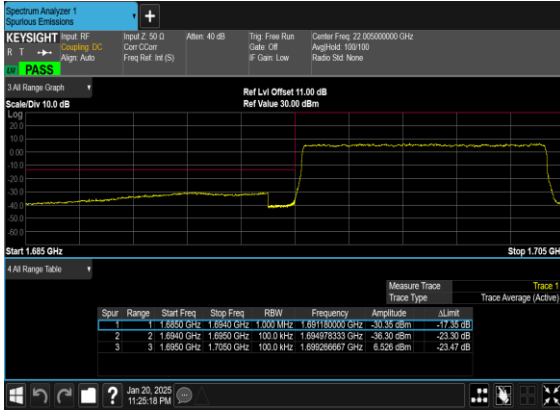 Spectrum Analyzer 1
Spurious Emissions
+
KEYSIGHT Input: RF Input Z: 50 Ω Atten: 40 dB Trig: Free Run Center Freq: 22.005000000 GHz
R T Coupling: DC Corr CCorr Gate: Off Avg|Hold: 100/100
Align: Auto Freq Ref: Int (S) IF Gain: Low Radio Std: None
PASS
3 All Range Graph
Ref Lvl Offset 11.00 dB
Scale/Div 10.0 dB Ref Value 30.00 dBm
Log
20.0
10.0
0.00
-10.0
-20.0
-30.0
-40.0
-50.0
-60.0
Start 1.685 GHz Stop 1.705 GH
4 All Range Table
Measure Trace Trace 1
Trace Type Trace Average (Active)
Spur Range Start Freq Stop Freq RBW Frequency Amplitude ΔLimit
1 1 1.6850 GHz 1.6940 GHz 1.000 MHz 1.691180000 GHz -30.35 dBm -17.35 dB
2 2 1.6940 GHz 1.6950 GHz 100.0 kHz 1.694978333 GHz -36.30 dBm -23.30 dB
3 3 1.6950 GHz 1.7050 GHz 100.0 kHz 1.699266667 GHz 6.526 dBm -23.47 dB
? Jan 20, 2025
11:25:18 PM